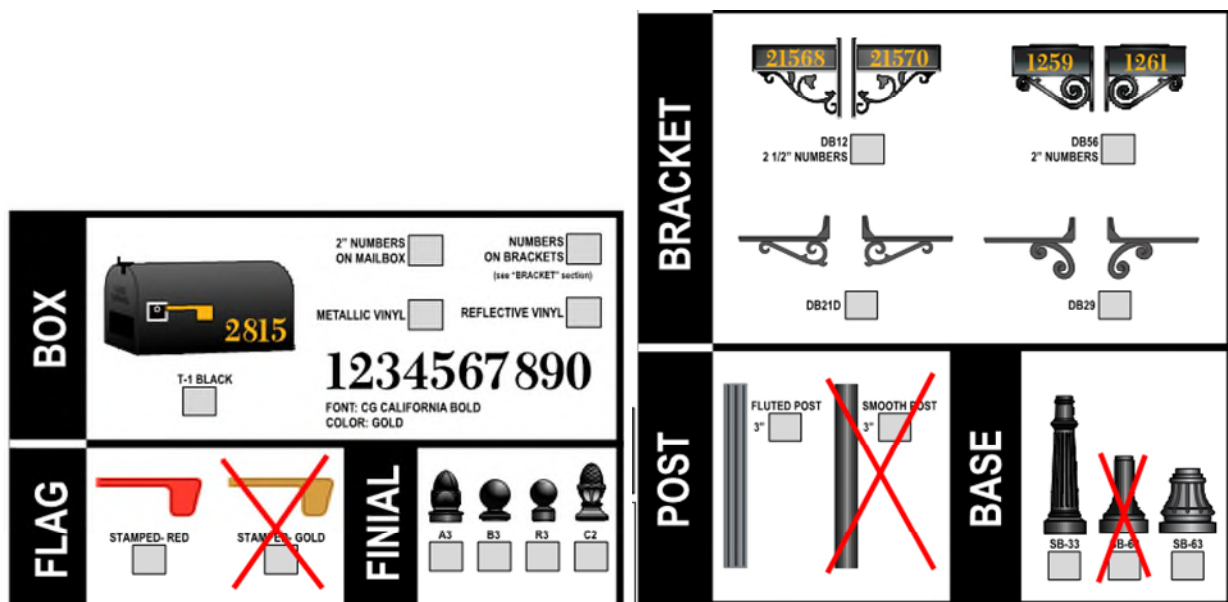 BOX
2815
T-1 BLACK
2" NUMBERS
ON MAILBOX
NUMBERS
ON BRACKETS
(see "BRACKET" section)
METALLIC VINYL
REFLECTIVE VINYL
1234567890
FONT: CG CALIFORNIA BOLD
COLOR: GOLD
FLAG
STAMPED- RED
STAMPED- GOLD
FINIAL
A3
B3
R3
C2
BRACKET
21568
21570
DB12
2 1/2" NUMBERS
1259
1261
DB56
2" NUMBERS
DB21D
DB29
POST
FLUTED POST
3"
SMOOTH POST
3"
BASE
SB-33
SB-63